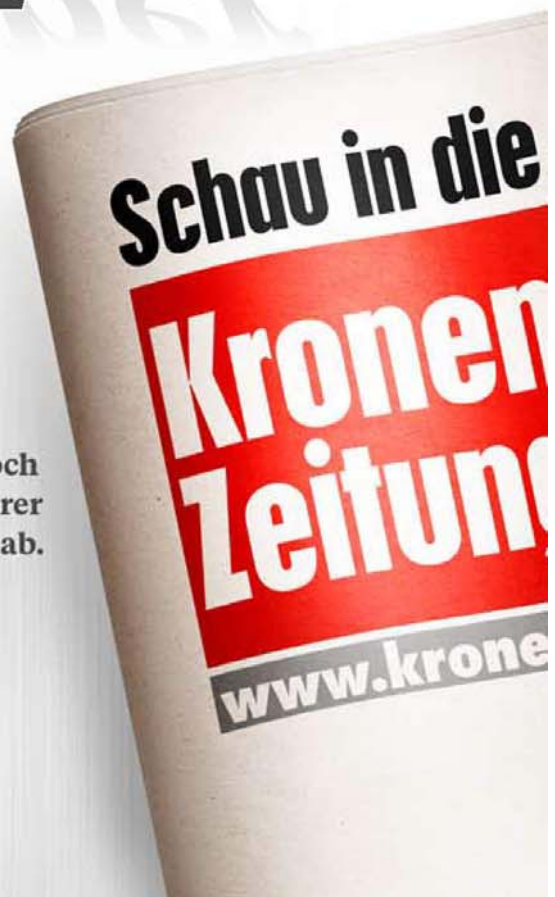 Schau in die
Kronen
Zeitung
www.krone
och
rer
ab.